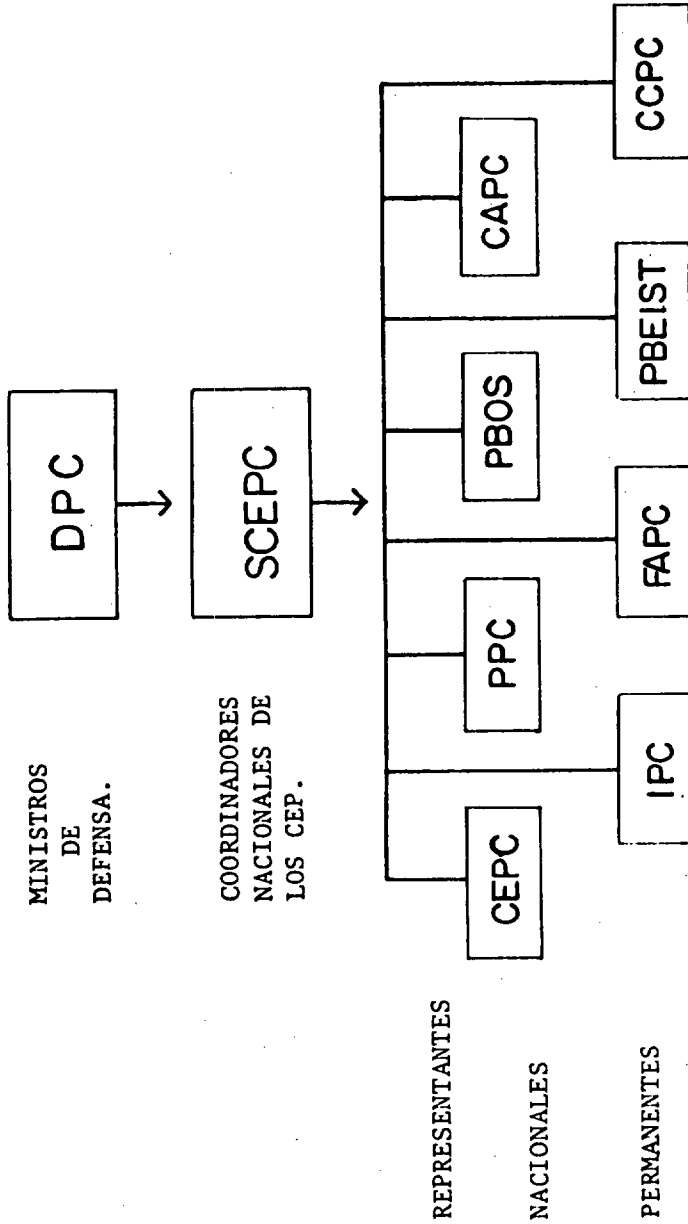 MINISTROS
DE
DEFENSA.
DPC
COORDINADORES
NACIONALES DE
LOS CEP.
SCEPC
REPRESENTANTES
NACIONALES
PERMANENTES
CEPC
PPC
PBOS
CAPC
IPC
FAPC
PBEIST
CCPC